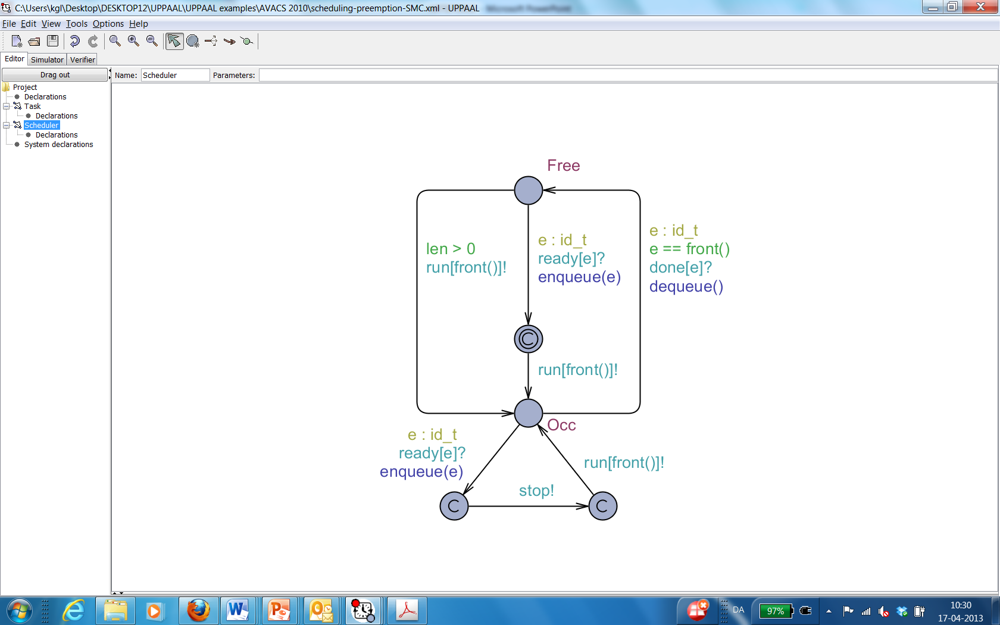 C:\Users\kgl\Desktop\DESKTOP12\UPPAAL\UPPAAL examples\AVACS 2010\scheduling-preemption-SMC.xml - UPPAAL
Microsoft PowerPoint
File Edit View Tools Options Help
Editor Simulator Verifier
Drag out
Name: Scheduler Parameters:
Project
Declarations
Task
Declarations
Scheduler
Declarations
System declarations
Free
len > 0
run[front()]!
e : id_t
ready[e]?
enqueue(e)
e : id_t
e == front()
done[e]?
dequeue()
C
run[front()]!
Occ
e : id_t
ready[e]?
enqueue(e)
run[front()]!
stop!
C
C
DA
97%
10:30
17-04-2013